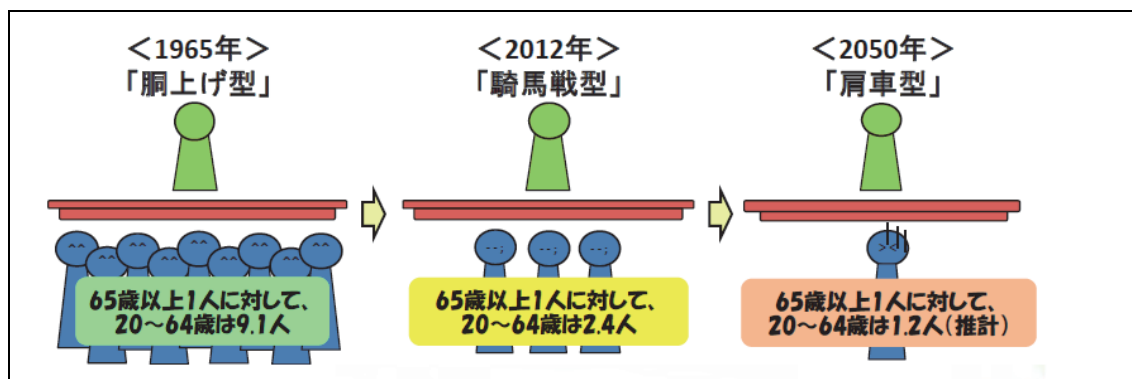 ＜1965年＞
「胴上げ型」
＜2012年＞
「騎馬戦型」
＜2050年＞
「肩車型」
65歳以上1人に対して、
20～64歳は9.1人
65歳以上1人に対して、
20～64歳は2.4人
65歳以上1人に対して、
20～64歳は1.2人（推計）